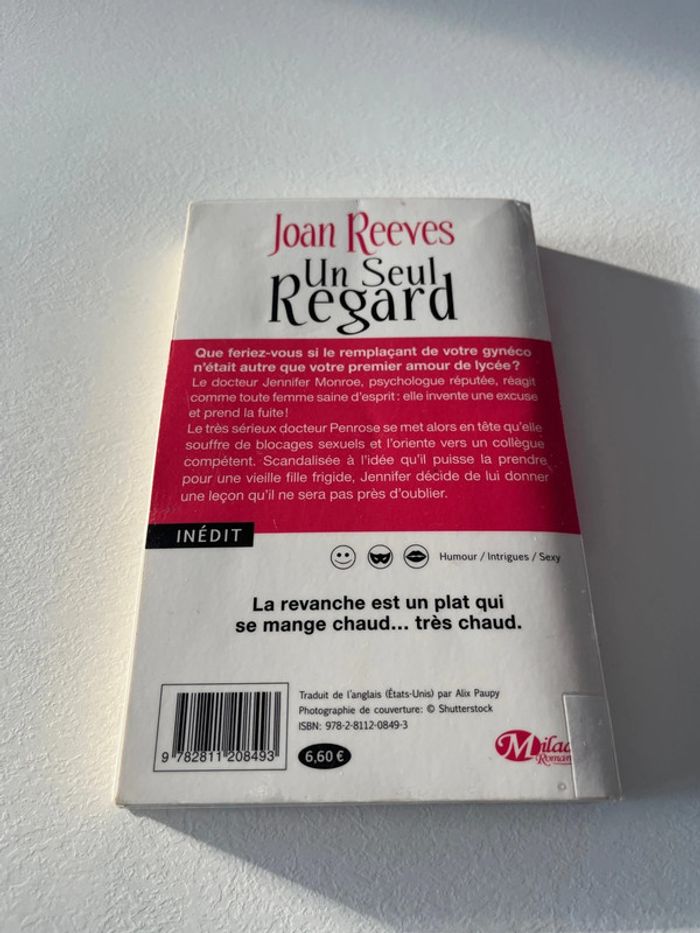 Joan Reeves
Un Seul
Regard
Que feriez-vous si le remplaçant de votre gynéco
n'était autre que votre premier amour de lycée ?
Le docteur Jennifer Monroe, psychologue réputée, réagit
comme toute femme saine d'esprit : elle invente une excuse
et prend la fuite !
Le très sérieux docteur Penrose se met alors en tête qu'elle
souffre de blocages sexuels et l'oriente vers un collègue
compétent. Scandalisée à l'idée qu'il puisse la prendre
pour une vieille fille frigide, Jennifer décide de lui donner
une leçon qu'il ne sera pas près d'oublier.
INÉDIT
Humour / Intrigues / Sexy
La revanche est un plat qui
se mange chaud... très chaud.
Traduit de l'anglais (États-Unis) par Alix Paupy
Photographie de couverture: © Shutterstock
ISBN: 978-2-8112-0849-3
9 782811 208493
6,60 €
Milady
Romance